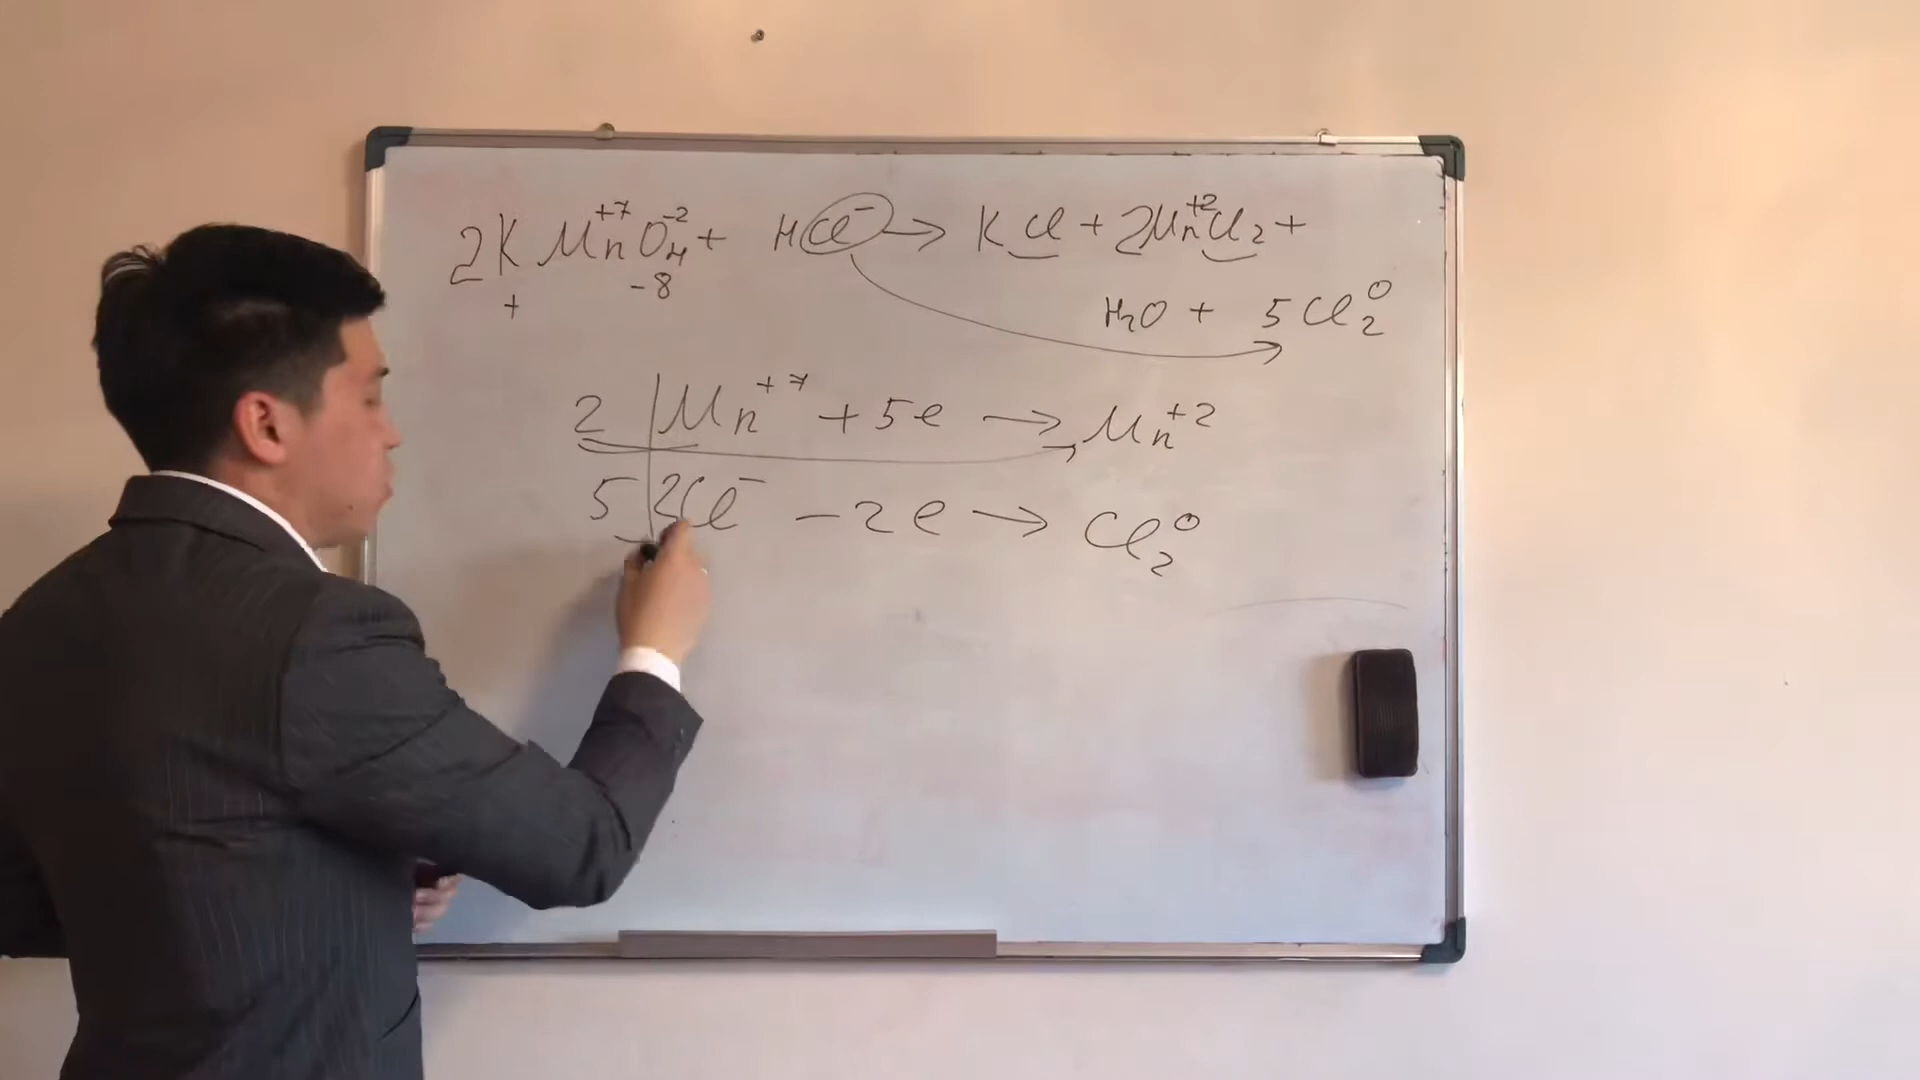 2KMn⁺⁷O₄⁻² + HCl⁻ → KCl + 2Mn⁺²Cl₂ +
+ -8
H₂O + 5Cl₂⁰
2 | Mn⁺⁷ + 5e → Mn⁺²
5 | 2Cl⁻ - 2e → Cl₂⁰